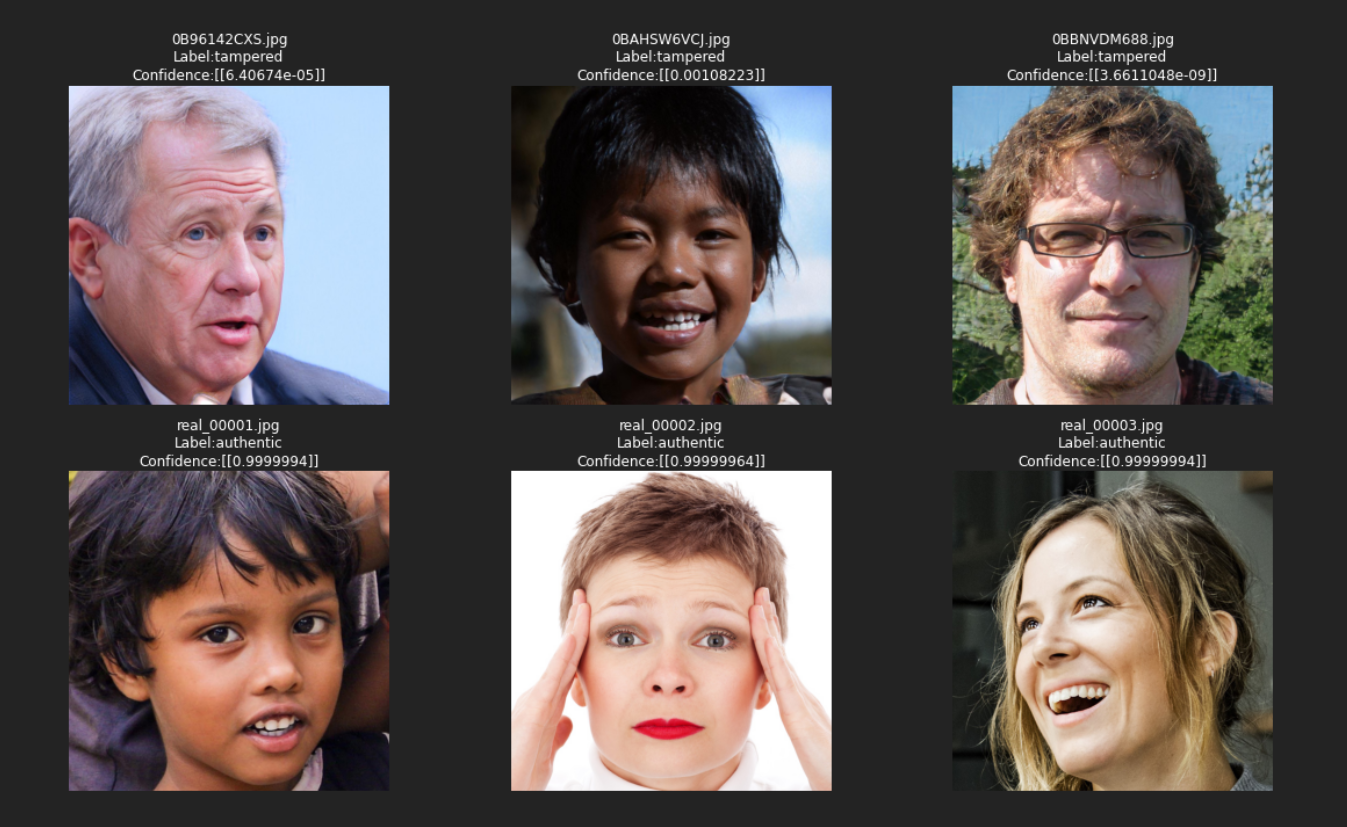 0B96142CXS.jpg
Label:tampered
Confidence:[[6.40674e-05]]
0BAHSW6VCJ.jpg
Label:tampered
Confidence:[[0.00108223]]
0BBNVDM688.jpg
Label:tampered
Confidence:[[3.6611048e-09]]
real_00001.jpg
Label:authentic
Confidence:[[0.9999994]]
real_00002.jpg
Label:authentic
Confidence:[[0.99999964]]
real_00003.jpg
Label:authentic
Confidence:[[0.99999994]]